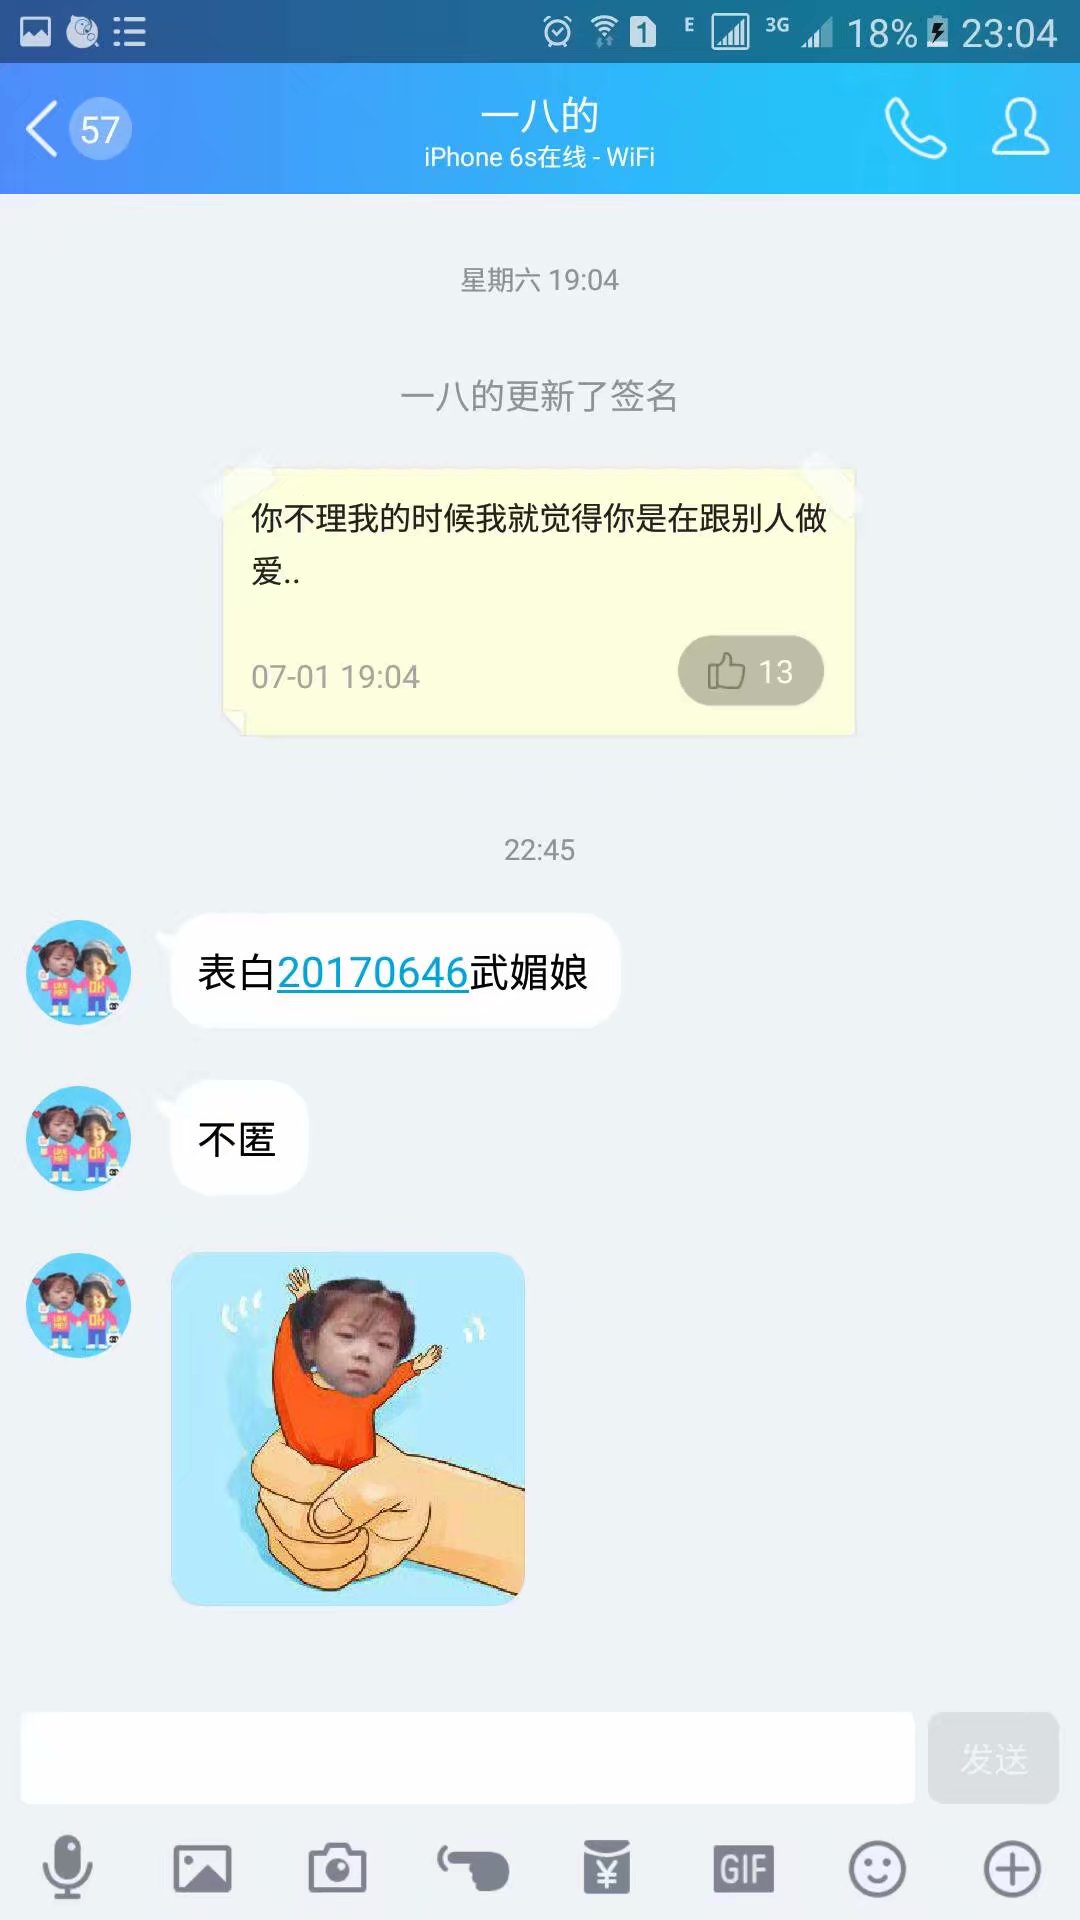 1 E 3G 18% 23:04
57
一八的
iPhone 6s在线 - WiFi
星期六 19:04
一八的更新了签名
你不理我的时候我就觉得你是在跟别人做
爱..
07-01 19:04
13
22:45
表白20170646武媚娘
不匿
发送
¥
GIF